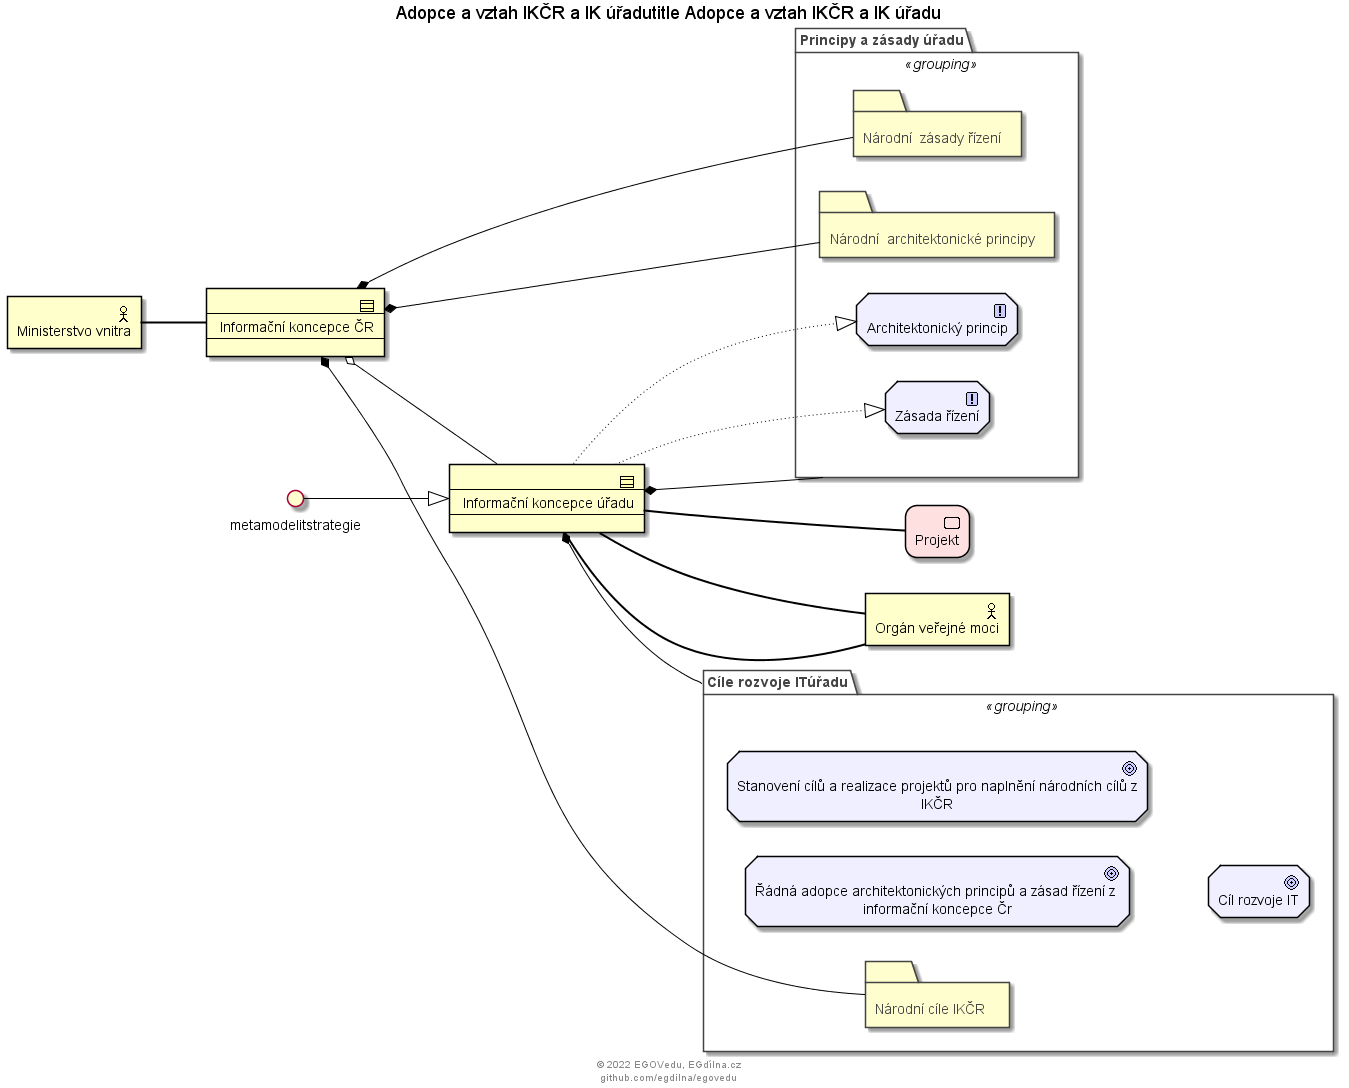 Adopce a vztah IKČR a IK úřadutitle Adopce a vztah IKČR a IK úřadu
Principy a zásady úřadu
«grouping»
Národní  zásady řízení
Národní  architektonické principy
Architektonický princip
Zásada řízení
Ministerstvo vnitra
Informační koncepce ČR
Informační koncepce úřadu
metamodelitstrategie
Projekt
Orgán veřejné moci
Cíle rozvoje ITúřadu
«grouping»
Stanovení cílů a realizace projektů pro naplnění národních cílů z
IKČR
Řádná adopce architektonických principů a zásad řízení z
informační koncepce Čr
Cíl rozvoje IT
Národní cíle IKČR
© 2022 EGOVedu, EGdílna.cz
github.com/egdilna/egovedu